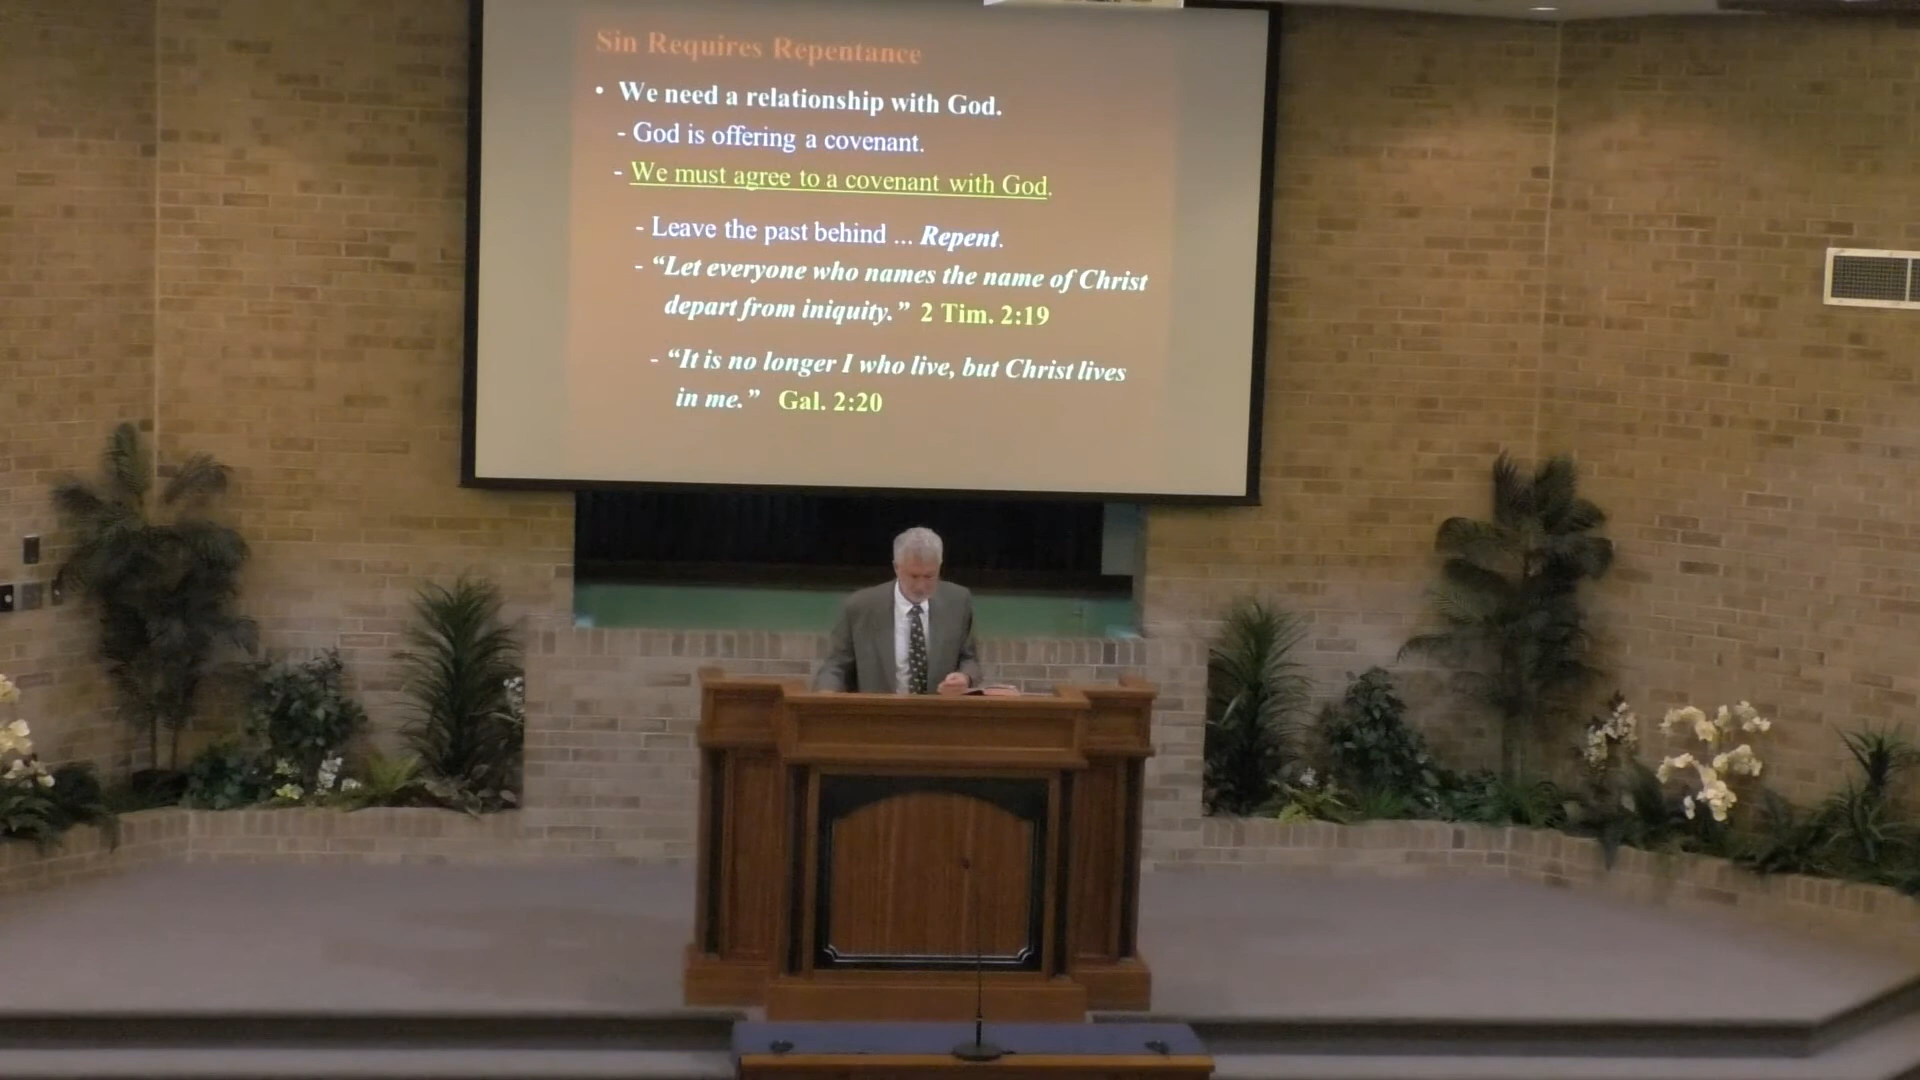 Sin Requires Repentance
• We need a relationship with God.
- God is offering a covenant.
- We must agree to a covenant with God.
- Leave the past behind ... Repent.
- “Let everyone who names the name of Christ
depart from iniquity.” 2 Tim. 2:19
- “It is no longer I who live, but Christ lives
in me.” Gal. 2:20